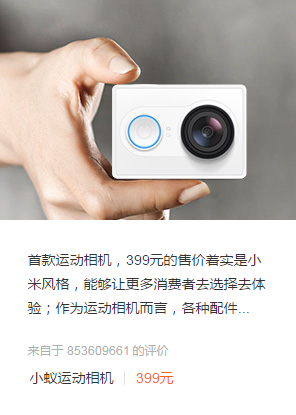 首款运动相机，399元的售价着实是小
米风格，能够让更多消费者去选择去体
验；作为运动相机而言，各种配件...
来自于 853609661 的评价
小蚁运动相机 | 399元